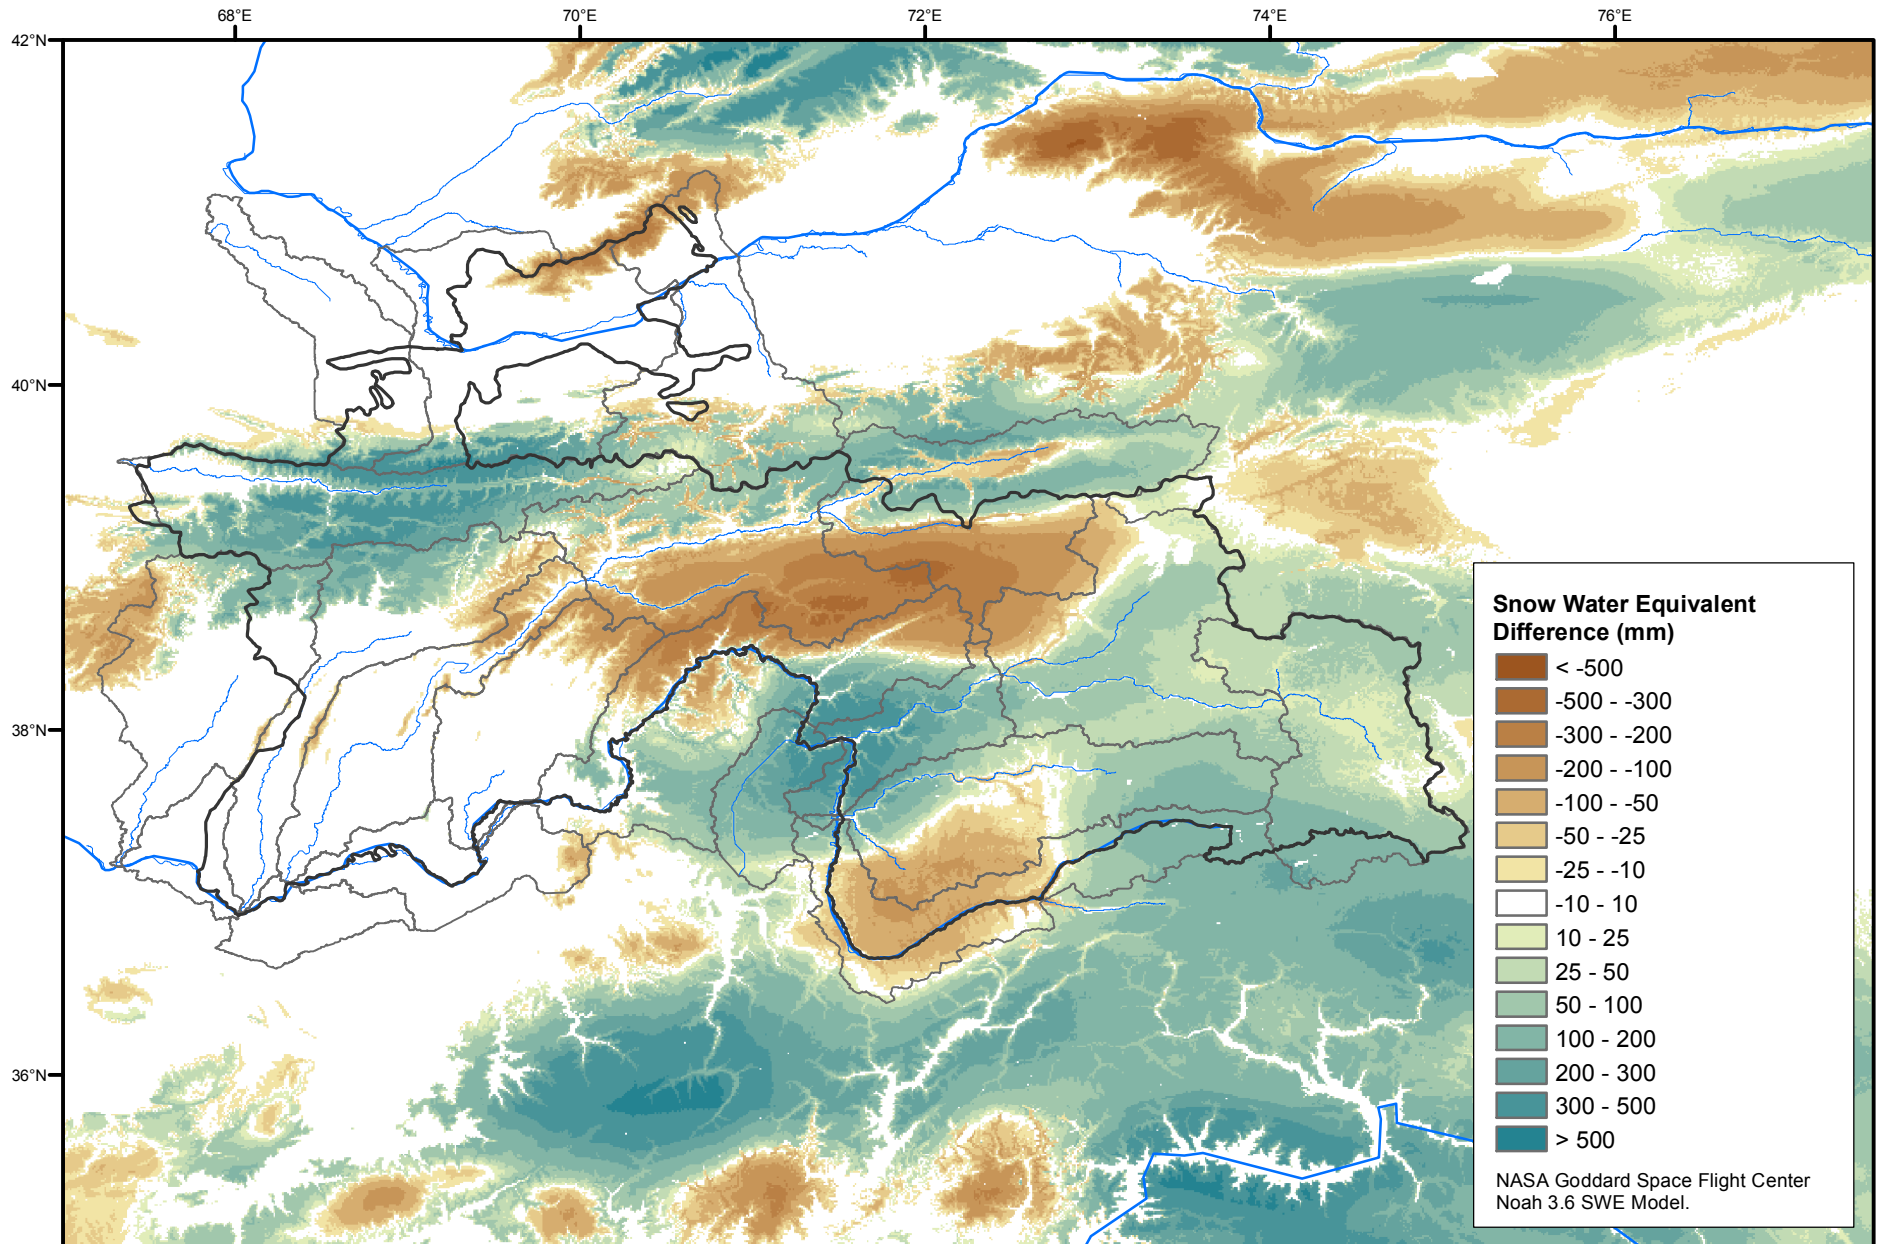 68°E 70°E 72°E 74°E 76°E
42°N
40°N
38°N
36°N
Snow Water Equivalent
Difference (mm)
< -500
-500 - -300
-300 - -200
-200 - -100
-100 - -50
-50 - -25
-25 - -10
-10 - 10
10 - 25
25 - 50
50 - 100
100 - 200
200 - 300
300 - 500
> 500
NASA Goddard Space Flight Center
Noah 3.6 SWE Model.